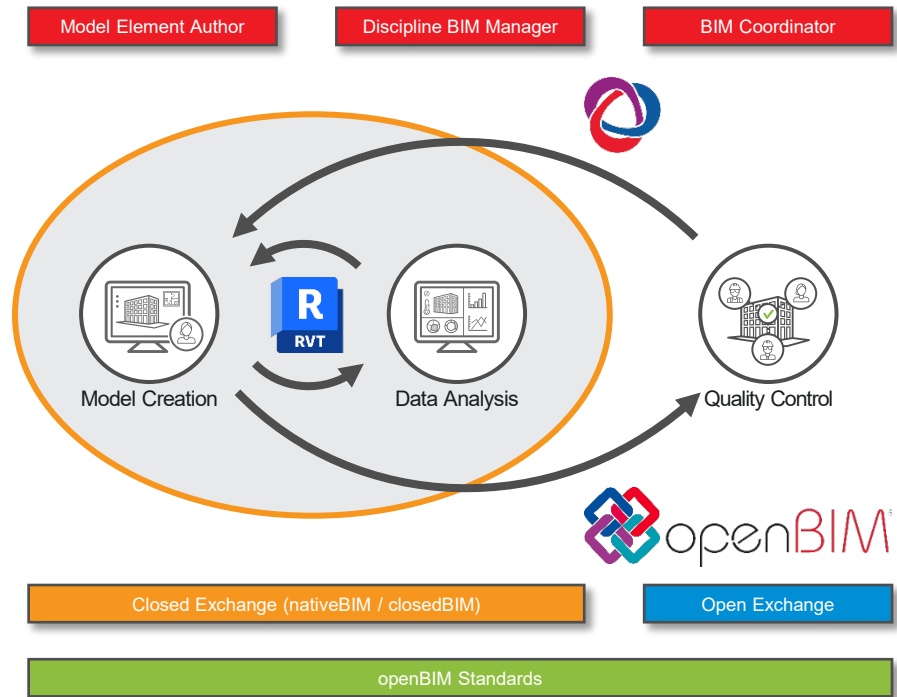 Model Element Author
Discipline BIM Manager
BIM Coordinator
R
RVT
Model Creation
Data Analysis
Quality Control
openBIM
Closed Exchange (nativeBIM / closedBIM)
Open Exchange
openBIM Standards